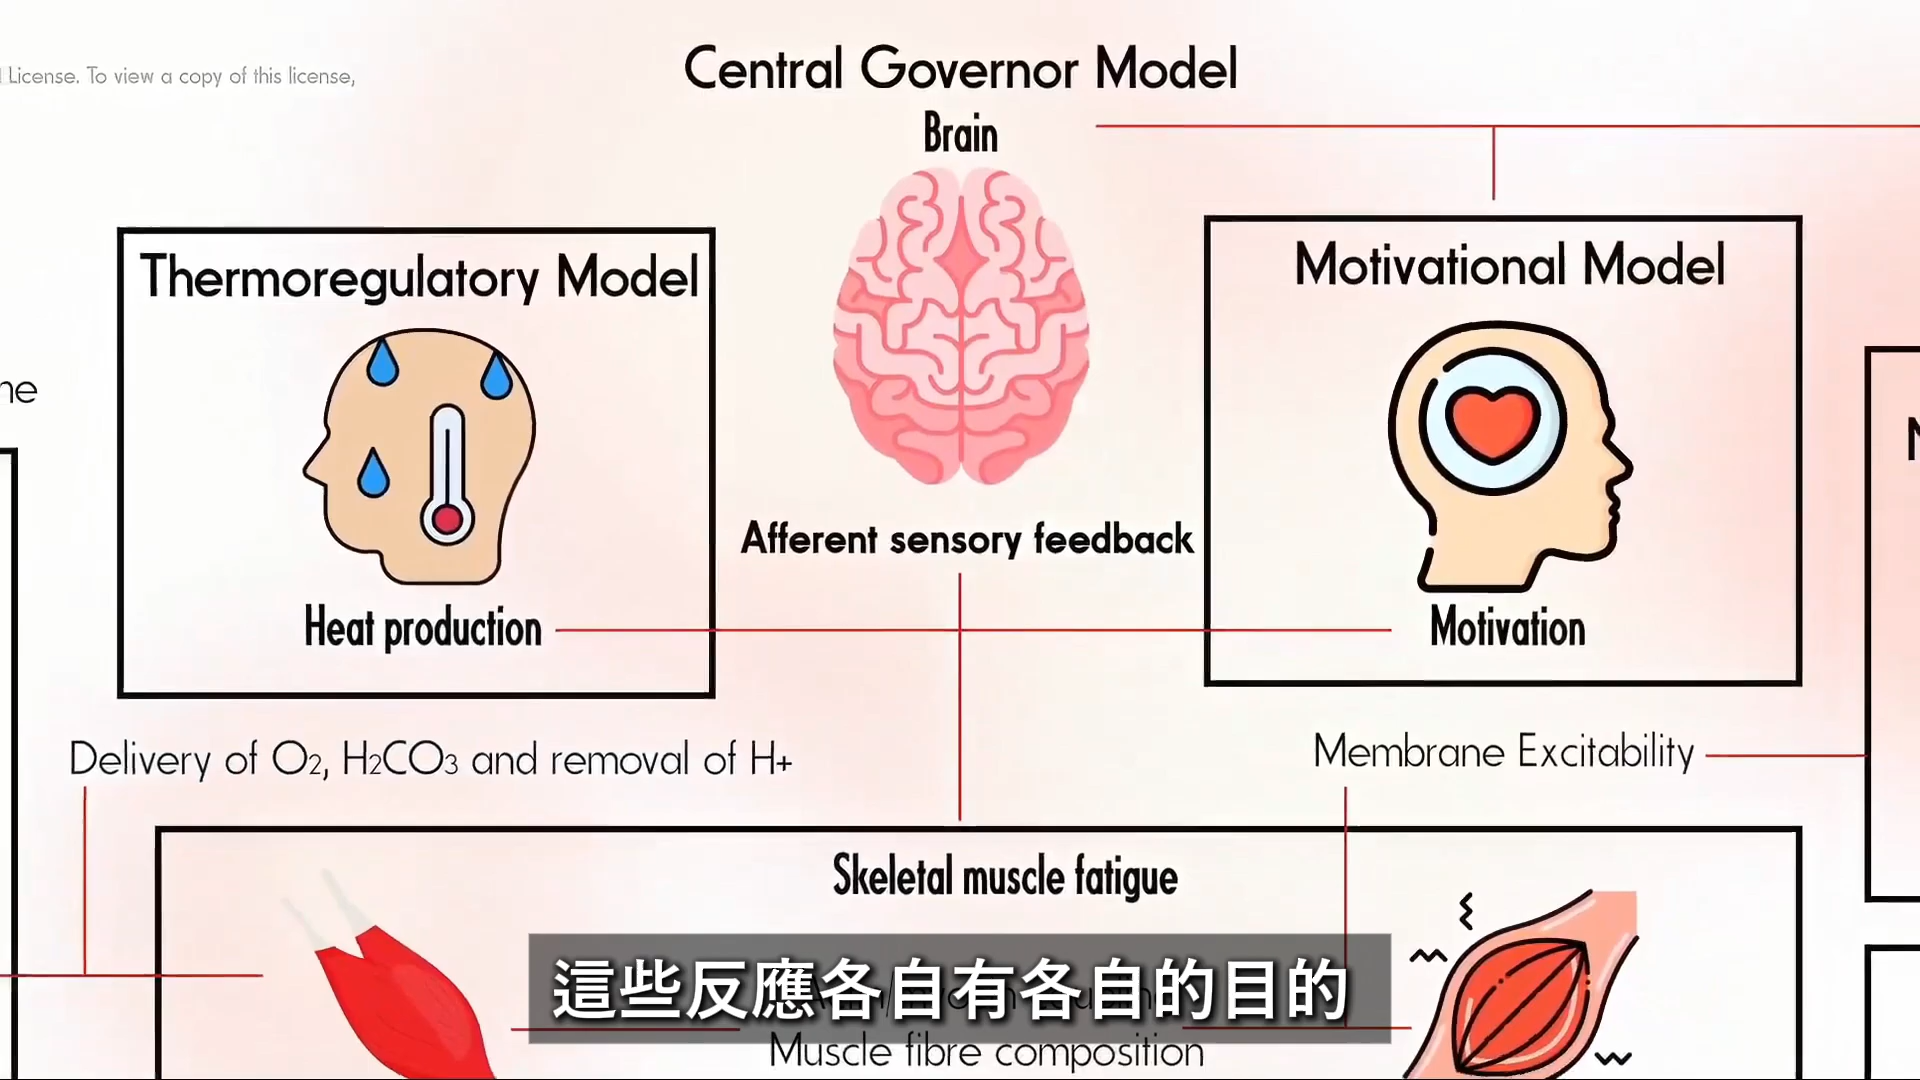 License. To view a copy of this license,
Central Governor Model
Brain
Thermoregulatory Model
Motivational Model
Afferent sensory feedback
Heat production
Motivation
Delivery of O2, H2CO3 and removal of H+
Membrane Excitability
Skeletal muscle fatigue
這些反應各自有各自的目的
Muscle fibre composition